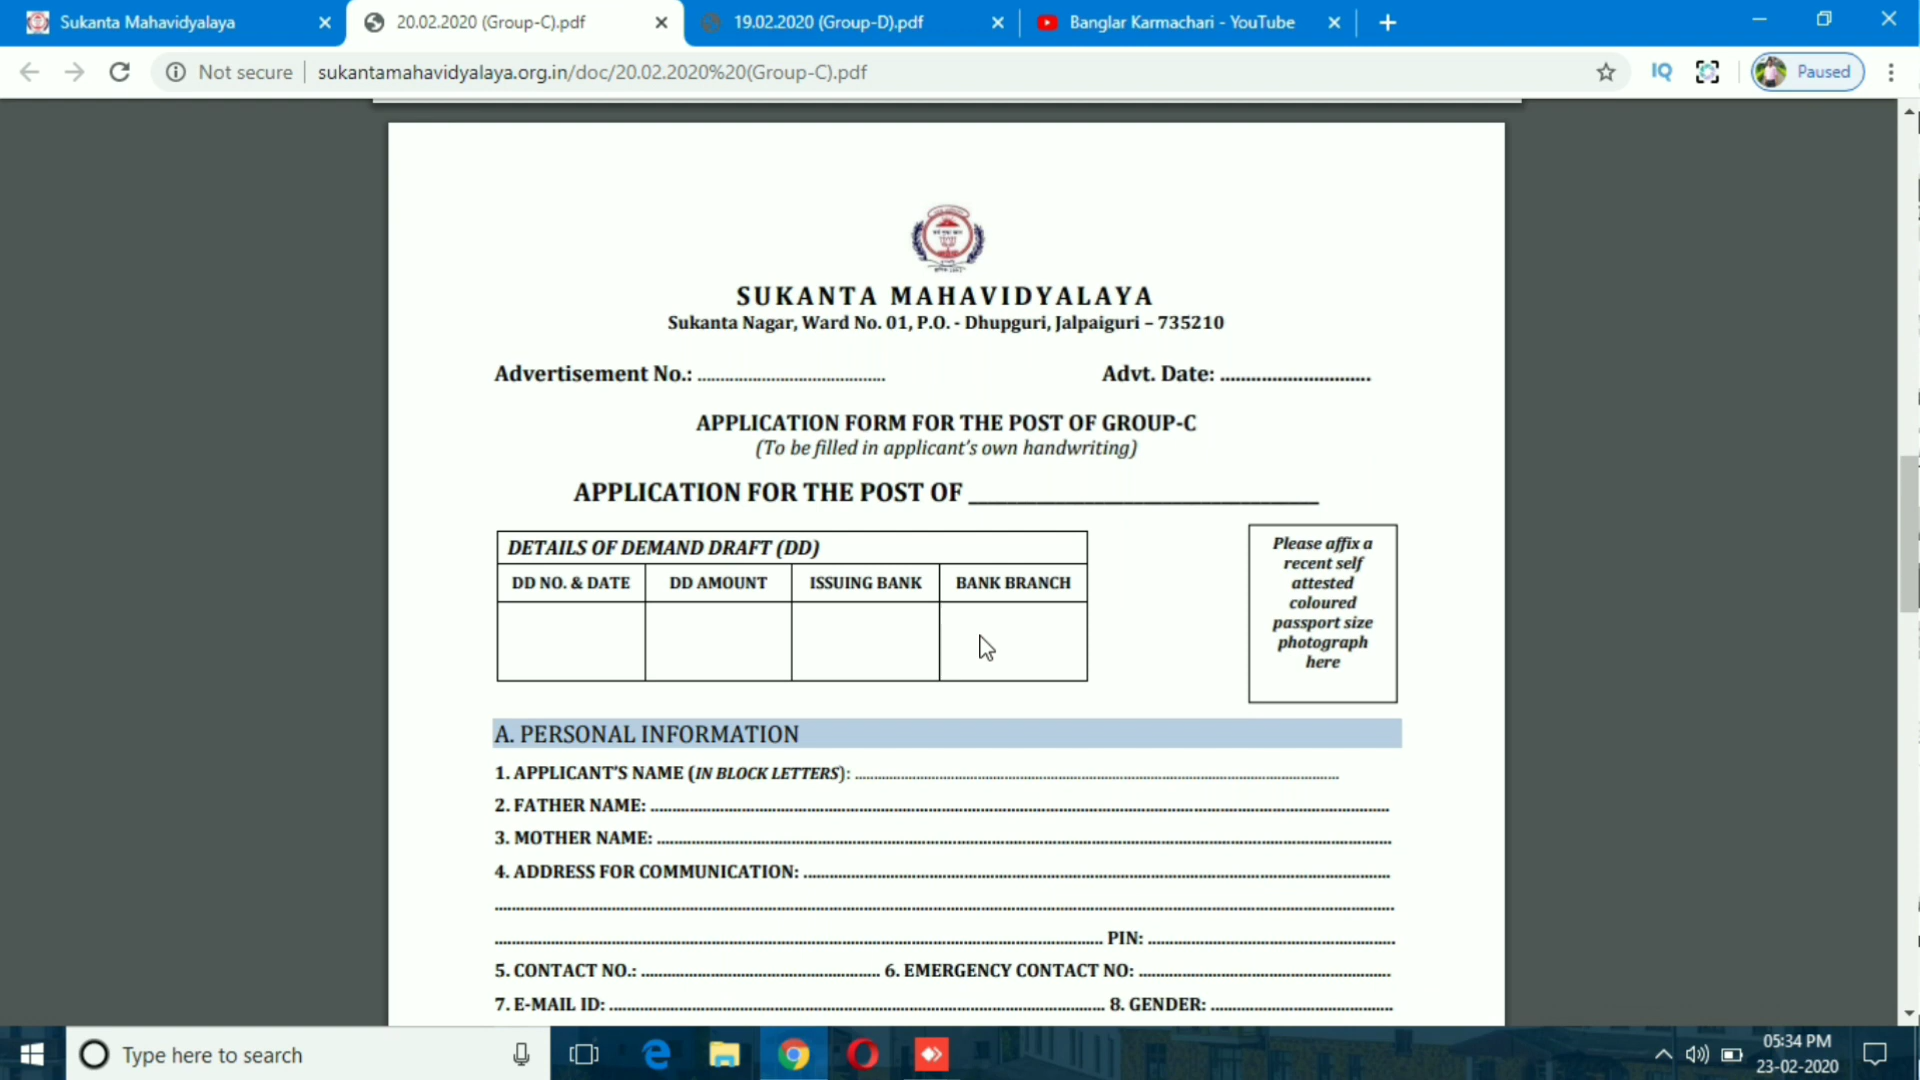 Sukanta Mahavidyalaya
20.02.2020 (Group-C).pdf
19.02.2020 (Group-D).pdf
Banglar Karmachari - YouTube
Not secure
sukantamahavidyalaya.org.in/doc/20.02.2020%20(Group-C).pdf
IQ
Paused
SUKANTA MAHAVIDYALAYA
Sukanta Nagar, Ward No. 01, P.O. - Dhupguri, Jalpaiguri – 735210
Advertisement No.: ......................................... Advt. Date: .............................
APPLICATION FORM FOR THE POST OF GROUP-C
(To be filled in applicant's own handwriting)
APPLICATION FOR THE POST OF ____________________________
DETAILS OF DEMAND DRAFT (DD)
DD NO. & DATE DD AMOUNT ISSUING BANK BANK BRANCH
Please affix a
recent self
attested
coloured
passport size
photograph
here
A. PERSONAL INFORMATION
1. APPLICANT'S NAME (IN BLOCK LETTERS): ........................................
2. FATHER NAME: ........................................
3. MOTHER NAME: ........................................
4. ADDRESS FOR COMMUNICATION: ........................................
........................................
........................................ PIN: ........................................
5. CONTACT NO.: ........................................ 6. EMERGENCY CONTACT NO: ........................................
7. E-MAIL ID: ........................................ 8. GENDER: ........................................
Type here to search
05:34 PM
23-02-2020